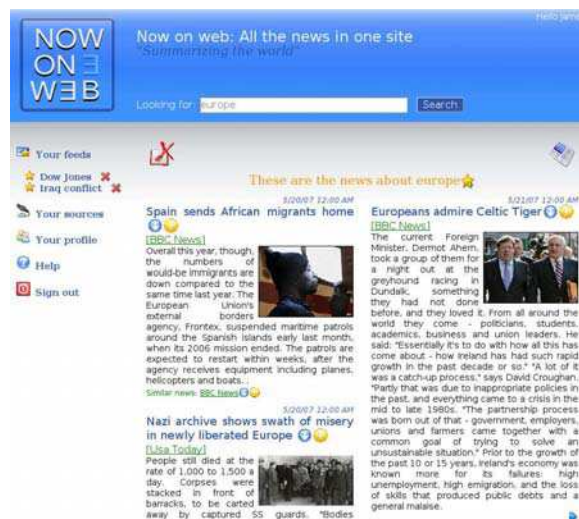 Hello Jama
NOW
ON E
WEB
Now on web: All the news in one site
"Summarizing the world"
Looking for: europe Search
Your feeds
Dow Jones
Iraq conflict
Your sources
Your profile
Help
Sign out
These are the news about europe
5/20/07 12:00 AM
Spain sends African migrants home
[BBC News]
Overall this year, though,
the numbers of
would-be immigrants are
down compared to the
same time last year. The
European Union's
external borders
agency, Frontex, suspended maritime patrols
around the Spanish islands early last month,
when its 2006 mission ended. The patrols are
expected to restart within weeks, after the
agency receives equipment including planes,
helicopters and boats. .
Similar news: BBC News
5/20/07 12:00 AM
Nazi archive shows swath of misery
in newly liberated Europe
[Usa Today]
People still died at the
rate of 1,000 to 1,500 a
day. Corpses were
stacked in front of
barracks, to be carted
away by captured SS guards. "Bodies
5/21/07 12:00 AM
Europeans admire Celtic Tiger
[BBC News]
The current Foreign
Minister, Dermot Ahern,
took a group of them for
a night out at the
greyhound racing in
Dundalk; something
they had not done
before, and they loved it. From all around the
world they come - politicians, students,
academics, business and union leaders. He
said: "Essentially it's to do with how all this has
come about - how Ireland has had such rapid
growth in the past decade or so." "A lot of it
was a catch-up process," says David Croughan.
"Partly that was due to inappropriate policies in
the past, and everything came to a crisis in the
mid to late 1980s. "The partnership process
was born out of that - government, employers,
unions and farmers came together with a
common goal of trying to solve an
unsustainable situation." Prior to the growth of
the past 10 or 15 years, Ireland's economy was
known more for its failures: high
unemployment, high emigration, and the loss
of skills that produced public debts and a
general malaise.